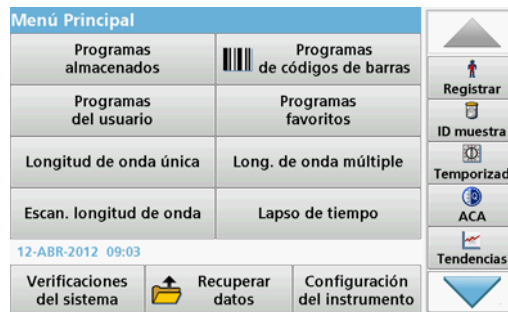 Menú Principal
Programas
almacenados
Programas
de códigos de barras
Programas
del usuario
Programas
favoritos
Longitud de onda única
Long. de onda múltiple
Escan. longitud de onda
Lapso de tiempo
12-ABR-2012 09:03
Verificaciones
del sistema
Recuperar
datos
Configuración
del instrumento
Registrar
ID muestra
Temporizad
ACA
Tendencias